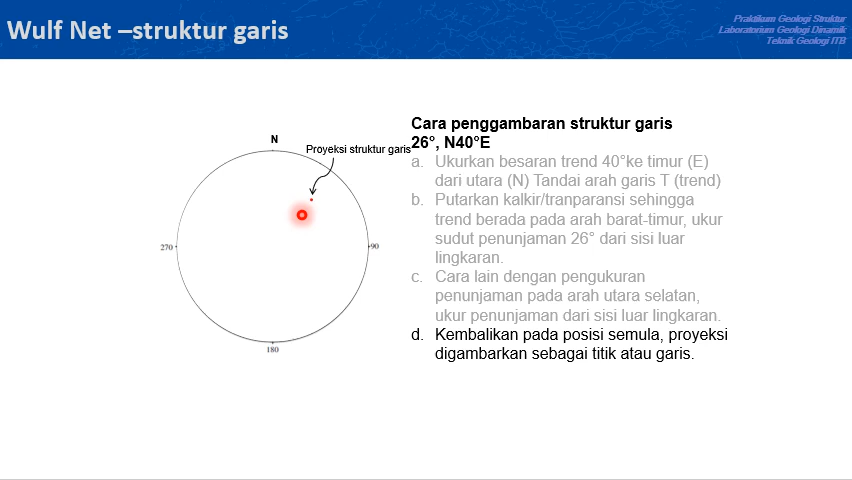 Wulf Net –struktur garis
Praktikum Geologi Struktur
Laboratorium Geologi Dinamik
Teknik Geologi ITB
N
Proyeksi struktur garis
270
90
180
Cara penggambaran struktur garis
26°, N40°E
a. Ukurkan besaran trend 40°ke timur (E)
dari utara (N) Tandai arah garis T (trend)
b. Putarkan kalkir/tranparansi sehingga
trend berada pada arah barat-timur, ukur
sudut penunjaman 26° dari sisi luar
lingkaran.
c. Cara lain dengan pengukuran
penunjaman pada arah utara selatan,
ukur penunjaman dari sisi luar lingkaran.
d. Kembalikan pada posisi semula, proyeksi
digambarkan sebagai titik atau garis.